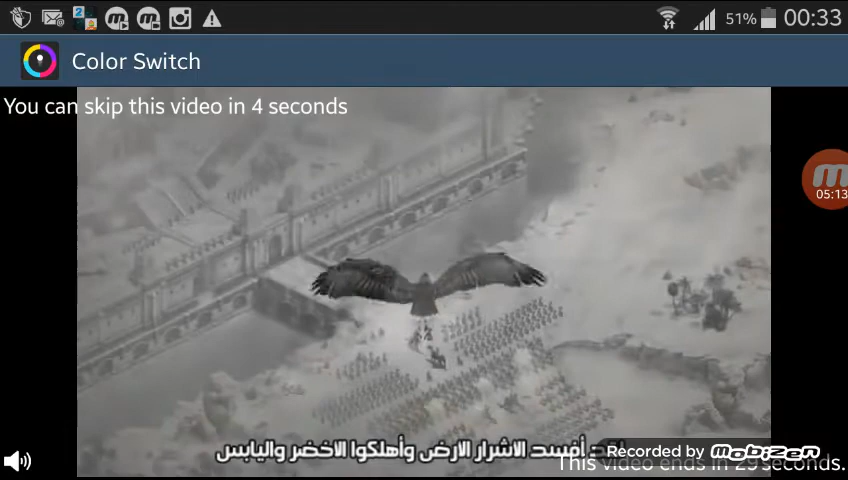 2
51% 00:33
Color Switch
You can skip this video in 4 seconds
05:13
أفسد الاشرار الارض وأهلكوا الاخضر واليابس
Recorded by MOBIZEN
This video ends in 29 seconds.